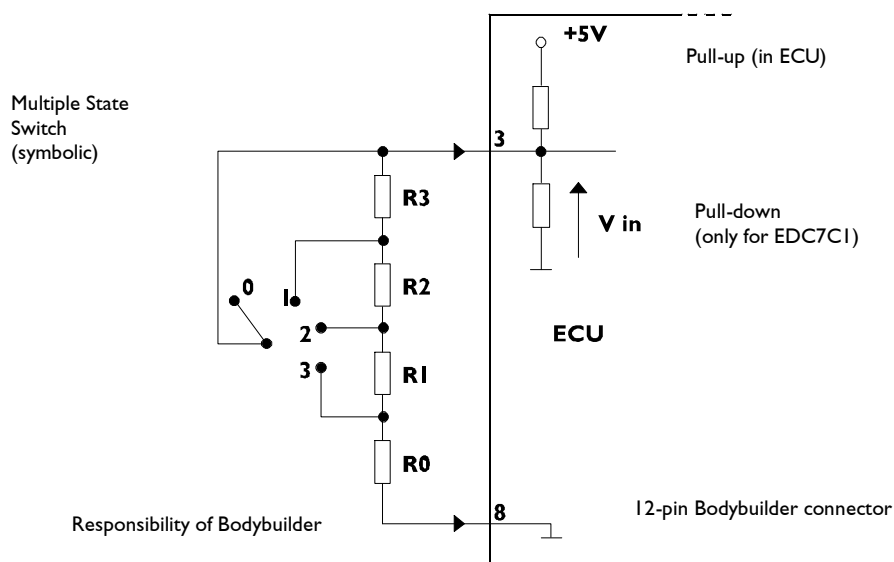 +5V
Pull-up (in ECU)
Multiple State
Switch
(symbolic)
3
R3
V in
Pull-down
(only for EDC7C1)
0
1
R2
2
ECU
3
R1
R0
8
12-pin Bodybuilder connector
Responsibility of Bodybuilder